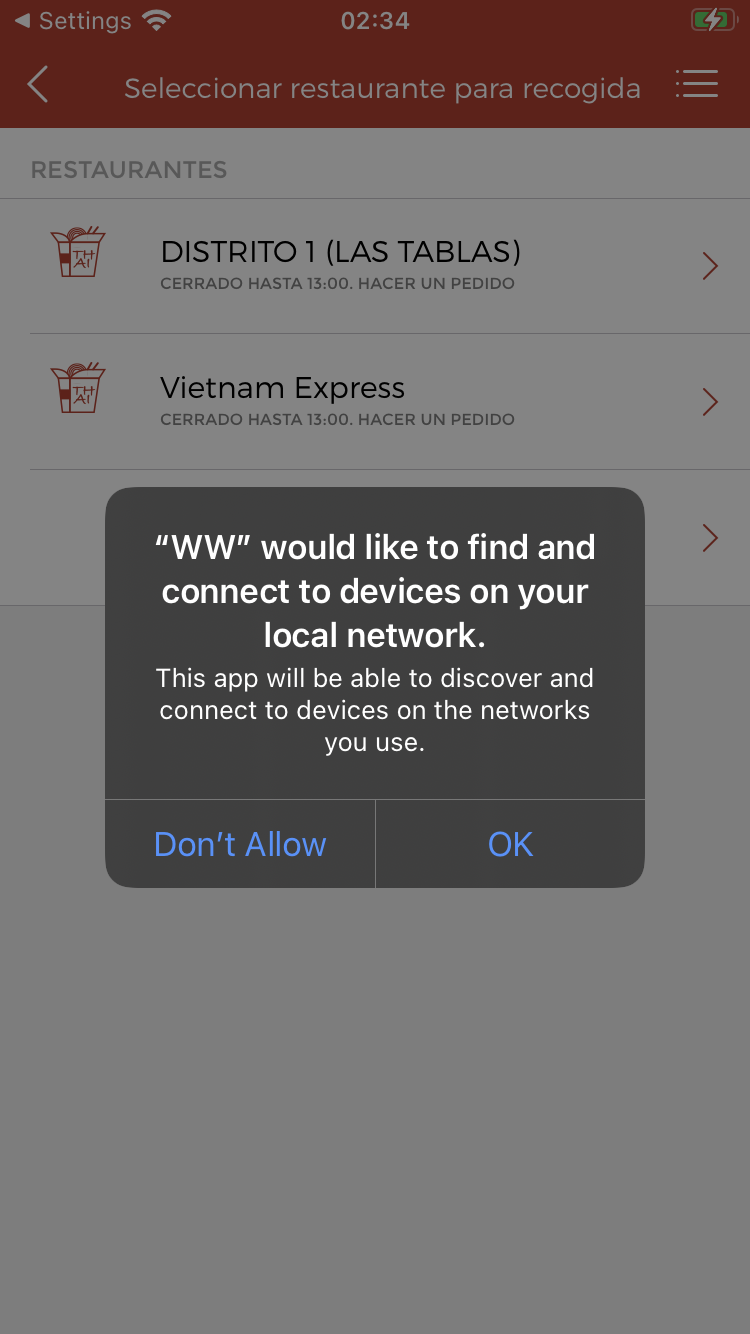 Settings
02:34
Seleccionar restaurante para recogida
RESTAURANTES
TH
AI
DISTRITO 1 (LAS TABLAS)
CERRADO HASTA 13:00. HACER UN PEDIDO
TH
AI
Vietnam Express
CERRADO HASTA 13:00. HACER UN PEDIDO
“WW” would like to find and
connect to devices on your
local network.
This app will be able to discover and
connect to devices on the networks
you use.
Don’t Allow
OK